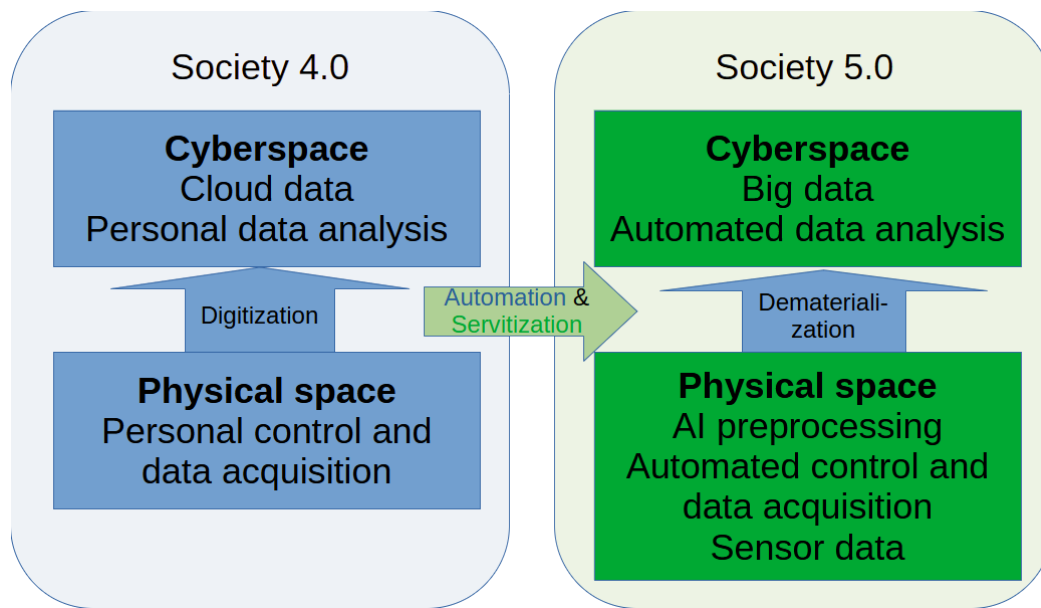 Society 4.0
Cyberspace
Cloud data
Personal data analysis
Digitization
Physical space
Personal control and
data acquisition
Automation &
Servitization
Society 5.0
Cyberspace
Big data
Automated data analysis
Demateriali-
zation
Physical space
AI preprocessing
Automated control and
data acquisition
Sensor data